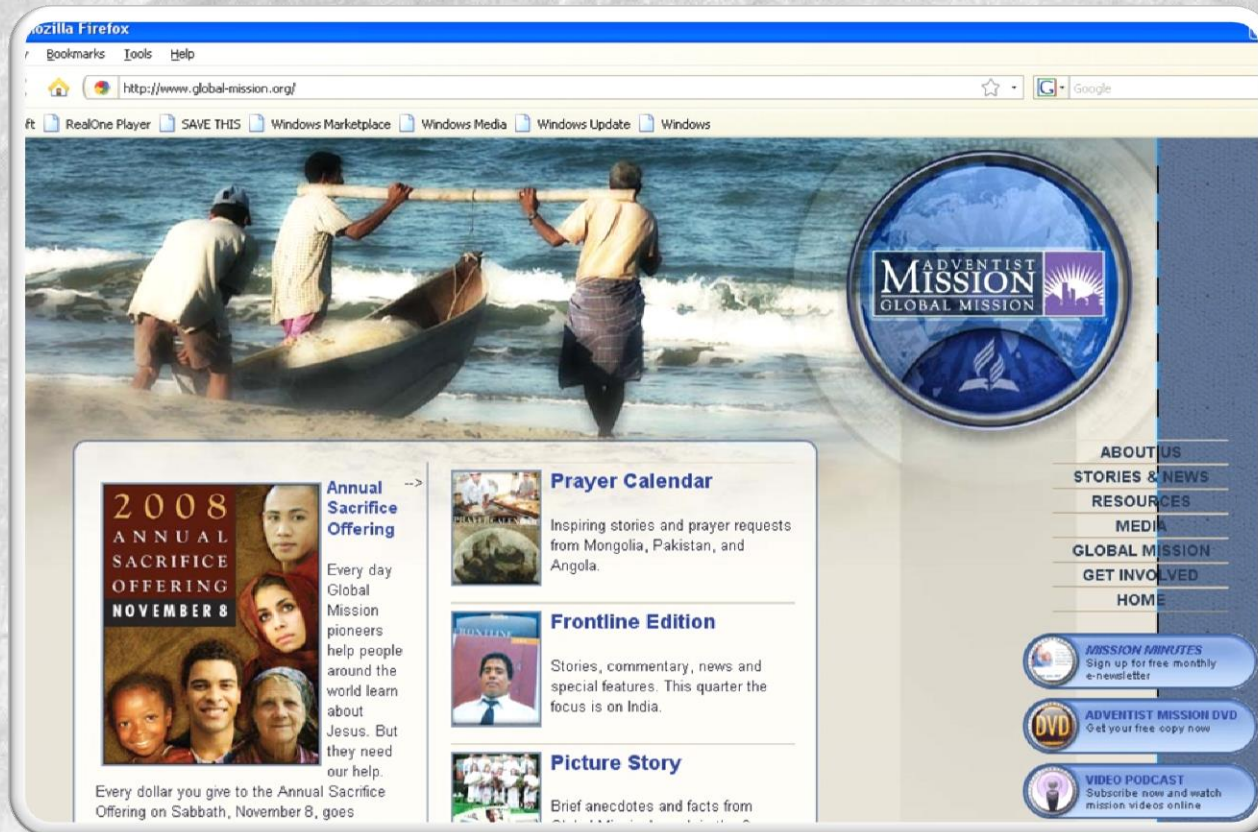 Mozilla Firefox
Bookmarks Tools Help
http://www.global-mission.org/
Google
RealOne Player SAVE THIS Windows Marketplace Windows Media Windows Update Windows
ADVENTIST
MISSION
GLOBAL MISSION
ABOUT US
STORIES & NEWS
RESOURCES
MEDIA
GLOBAL MISSION
GET INVOLVED
HOME
2008
ANNUAL
SACRIFICE
OFFERING
NOVEMBER 8
Annual -->
Sacrifice
Offering
Every day
Global
Mission
pioneers
help people
around the
world learn
about
Jesus. But
they need
our help.
Every dollar you give to the Annual Sacrifice
Offering on Sabbath, November 8, goes
PRAYER CALENDAR
Prayer Calendar
Inspiring stories and prayer requests
from Mongolia, Pakistan, and
Angola.
FRONTLINE
Frontline Edition
Stories, commentary, news and
special features. This quarter the
focus is on India.
Picture Story
Brief anecdotes and facts from
MISSION MINUTES
Sign up for free monthly
e-newsletter
DVD
ADVENTIST MISSION DVD
Get your free copy now
VIDEO PODCAST
Subscribe now and watch
mission videos online